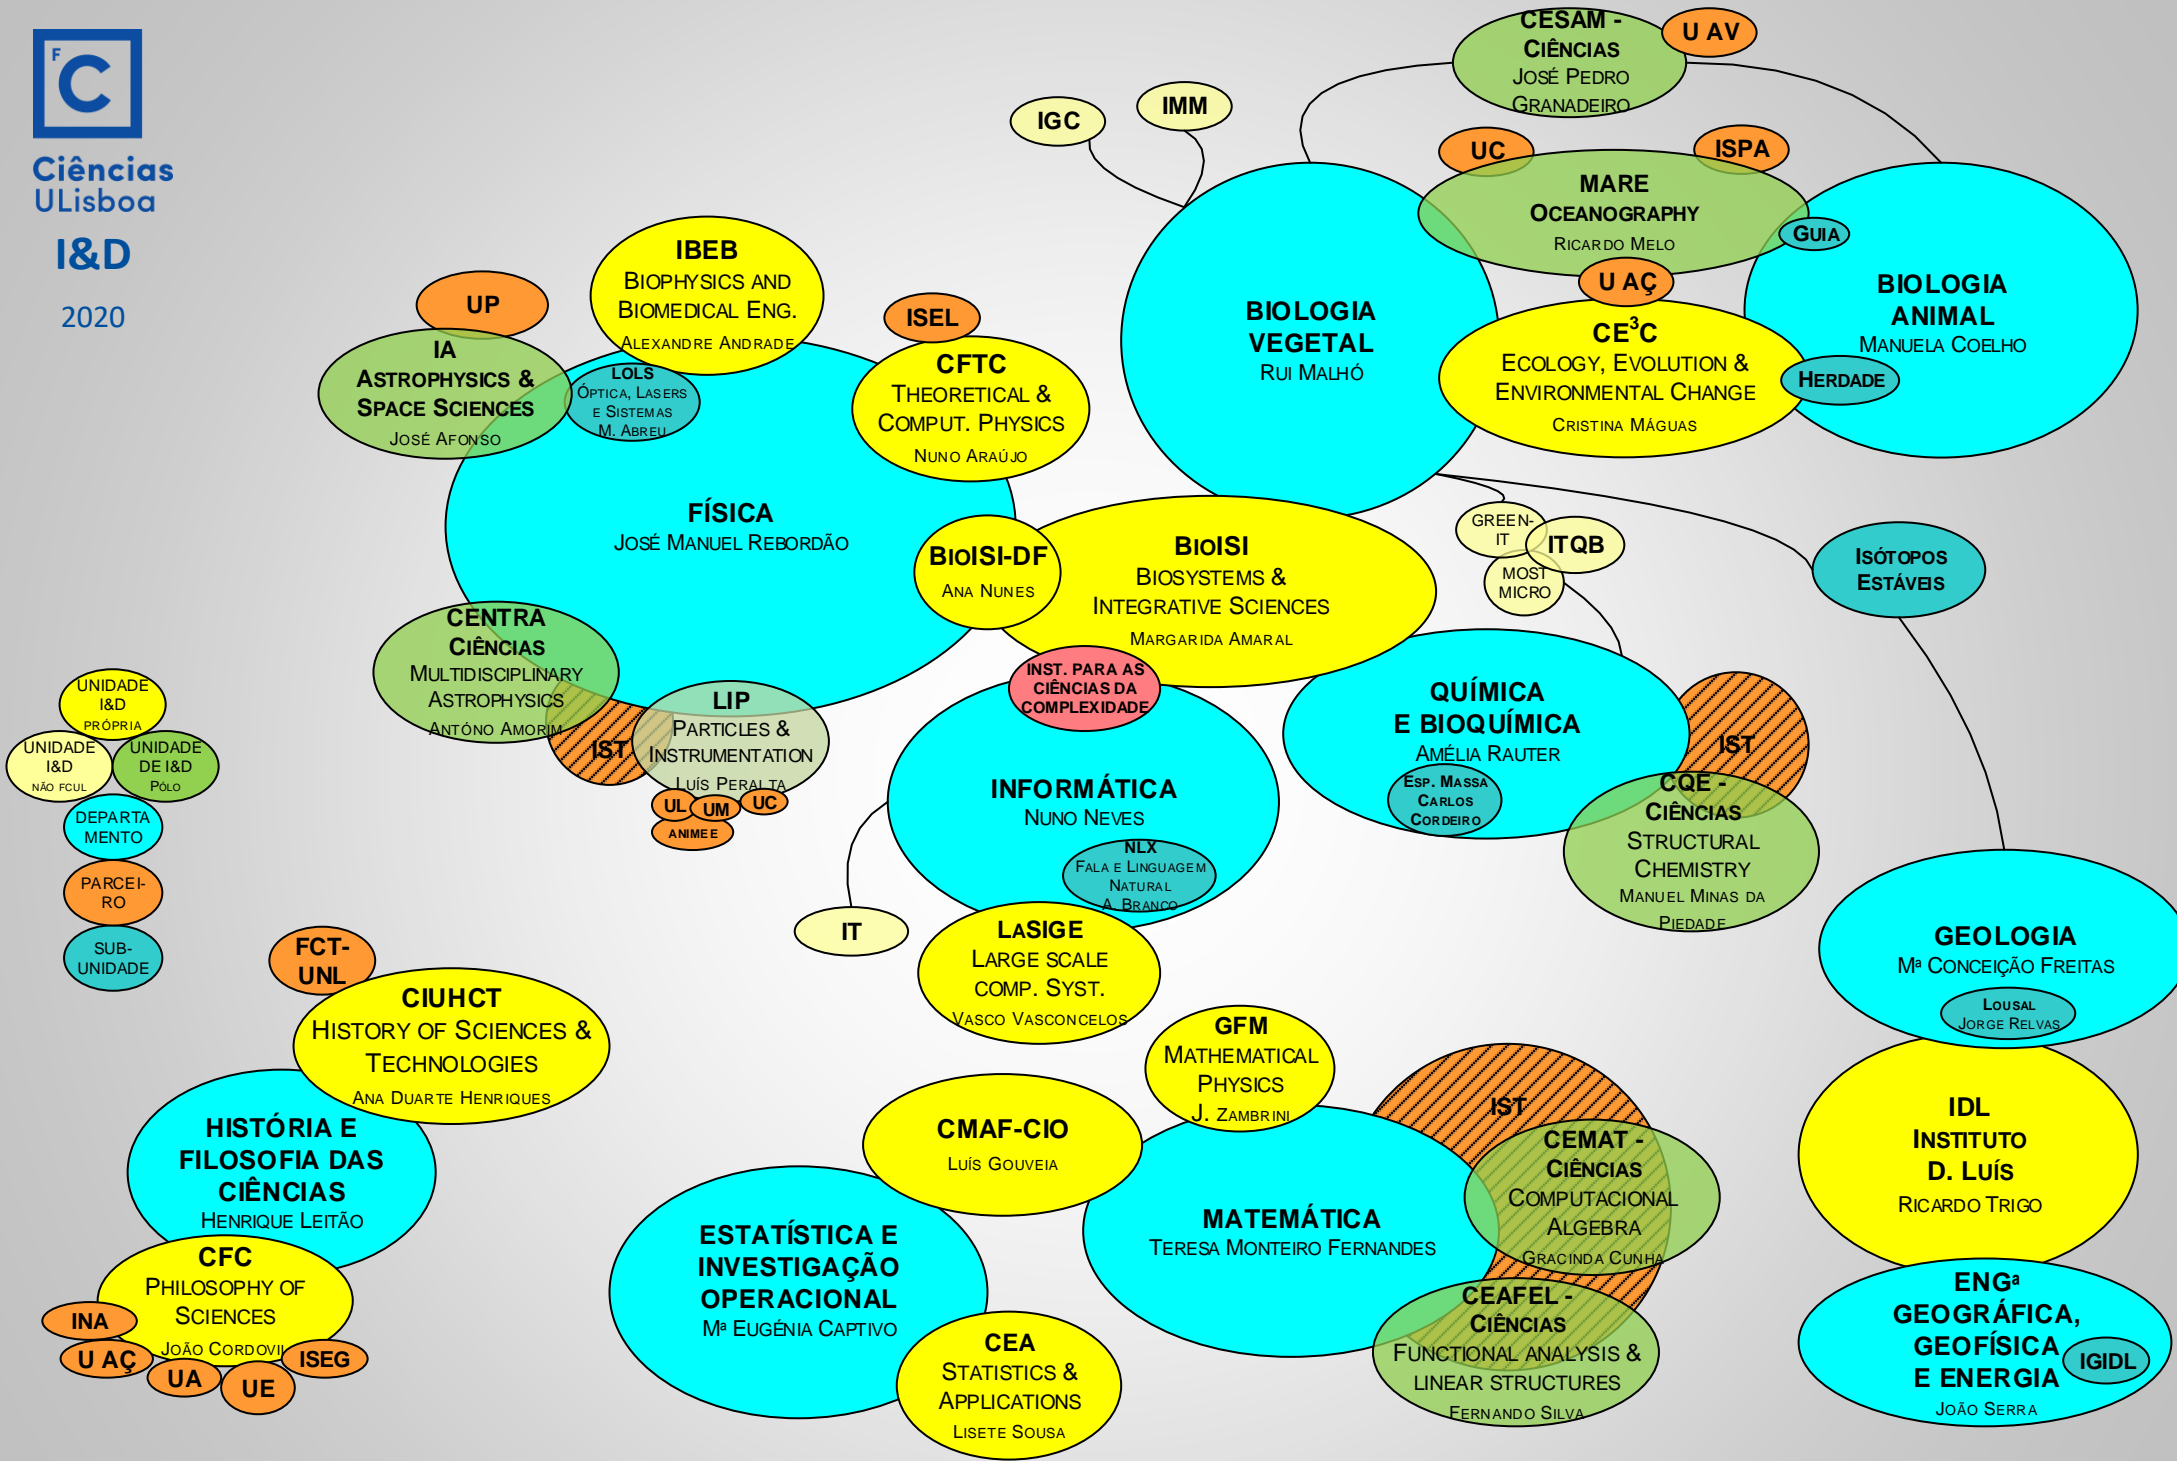 F
C
Ciências
ULisboa
I&D
2020
UNIDADE
I&D
PRÓPRIA
UNIDADE
I&D
NÃO FCUL
UNIDADE
DE I&D
PÓLO
DEPARTA
MENTO
PARCEI-
RO
SUB-
UNIDADE
UP
IA
ASTROPHYSICS &
SPACE SCIENCES
JOSÉ AFONSO
IBEB
BIOPHYSICS AND
BIOMEDICAL ENG.
ALEXANDRE ANDRADE
LOLS
ÓPTICA, LASERS
E SISTEMAS
M. ABREU
ISEL
CFTC
THEORETICAL &
COMPUT. PHYSICS
NUNO ARAÚJO
FÍSICA
JOSÉ MANUEL REBORDÃO
BIOISI-DF
ANA NUNES
CENTRA
CIÊNCIAS
MULTIDISCIPLINARY
ASTROPHYSICS
ANTÓNO AMORIM
IST
LIP
PARTICLES &
INSTRUMENTATION
LUÍS PERALTA
UL
UM
UC
ANIMEE
IGC
IMM
CESAM -
CIÊNCIAS
JOSÉ PEDRO
GRANADEIRO
U AV
UC
ISPA
MARE
OCEANOGRAPHY
RICARDO MELO
GUIA
U AÇ
BIOLOGIA
VEGETAL
RUI MALHÓ
CE³C
ECOLOGY, EVOLUTION &
ENVIRONMENTAL CHANGE
CRISTINA MÁGUAS
HERDADE
BIOLOGIA
ANIMAL
MANUELA COELHO
BIOISI
BIOSYSTEMS &
INTEGRATIVE SCIENCES
MARGARIDA AMARAL
GREEN-
IT
ITQB
MOST
MICRO
ISÓTOPOS
ESTÁVEIS
INST. PARA AS
CIÊNCIAS DA
COMPLEXIDADE
INFORMÁTICA
NUNO NEVES
NLX
FALA E LINGUAGEM
NATURAL
A. BRANCO
IT
LASIGE
LARGE SCALE
COMP. SYST.
VASCO VASCONCELOS
QUÍMICA
E BIOQUÍMICA
AMÉLIA RAUTER
ESP. MASSA
CARLOS
CORDEIRO
IST
CQE -
CIÊNCIAS
STRUCTURAL
CHEMISTRY
MANUEL MINAS DA
PIEDADE
GEOLOGIA
Mª CONCEIÇÃO FREITAS
LOUSAL
JORGE RELVAS
IDL
INSTITUTO
D. LUÍS
RICARDO TRIGO
ENGª
GEOGRÁFICA,
GEOFÍSICA
E ENERGIA
JOÃO SERRA
IGIDL
FCT-
UNL
CIUHCT
HISTORY OF SCIENCES &
TECHNOLOGIES
ANA DUARTE HENRIQUES
HISTÓRIA E
FILOSOFIA DAS
CIÊNCIAS
HENRIQUE LEITÃO
CFC
PHILOSOPHY OF
SCIENCES
JOÃO CORDOVIL
INA
U AÇ
UA
UE
ISEG
GFM
MATHEMATICAL
PHYSICS
J. ZAMBRINI
CMAF-CIO
LUÍS GOUVEIA
ESTATÍSTICA E
INVESTIGAÇÃO
OPERACIONAL
Mª EUGÉNIA CAPTIVO
CEA
STATISTICS &
APPLICATIONS
LISETE SOUSA
MATEMÁTICA
TERESA MONTEIRO FERNANDES
IST
CEMAT -
CIÊNCIAS
COMPUTACIONAL
ALGEBRA
GRACINDA CUNHA
CEAFEL -
CIÊNCIAS
FUNCTIONAL ANALYSIS &
LINEAR STRUCTURES
FERNANDO SILVA